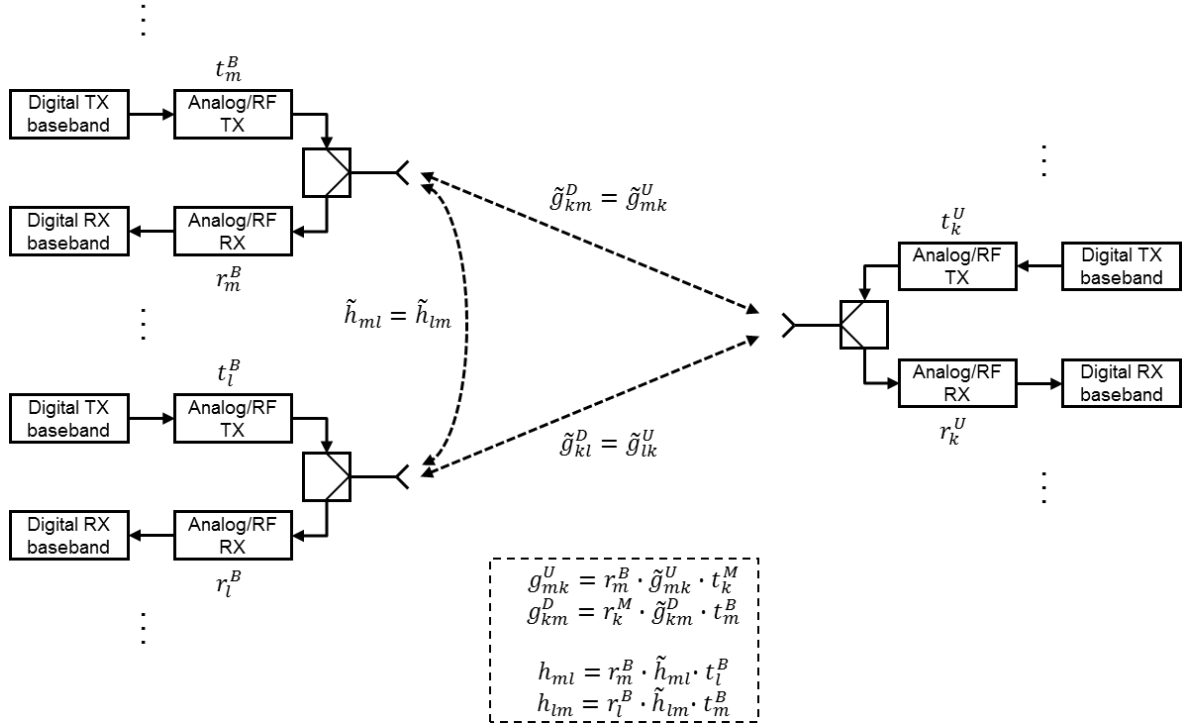 ⋮
t_m^B
Digital TX
baseband
Analog/RF
TX
Digital RX
baseband
Analog/RF
RX
r_m^B
⋮
g̃_km^D = g̃_mk^U
h̃_ml = h̃_lm
⋮
t_k^U
Analog/RF
TX
Digital TX
baseband
Analog/RF
RX
Digital RX
baseband
r_k^U
⋮
t_l^B
Digital TX
baseband
Analog/RF
TX
g̃_kl^D = g̃_lk^U
Digital RX
baseband
Analog/RF
RX
r_l^B
⋮
g_mk^U = r_m^B · g̃_mk^U · t_k^M
g_km^D = r_k^M · g̃_km^D · t_m^B
h_ml = r_m^B · h̃_ml · t_l^B
h_lm = r_l^B · h̃_lm · t_m^B